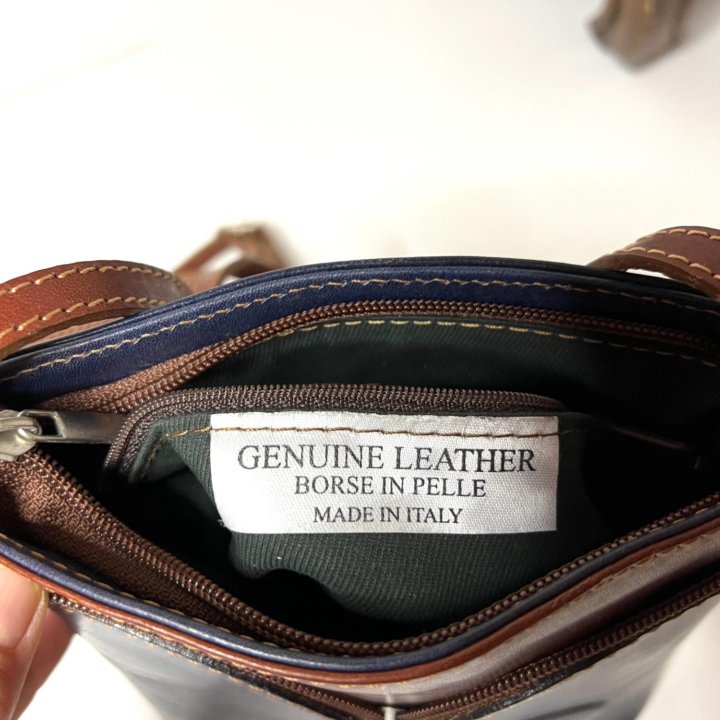 GENUINE LEATHER
BORSE IN PELLE
MADE IN ITALY